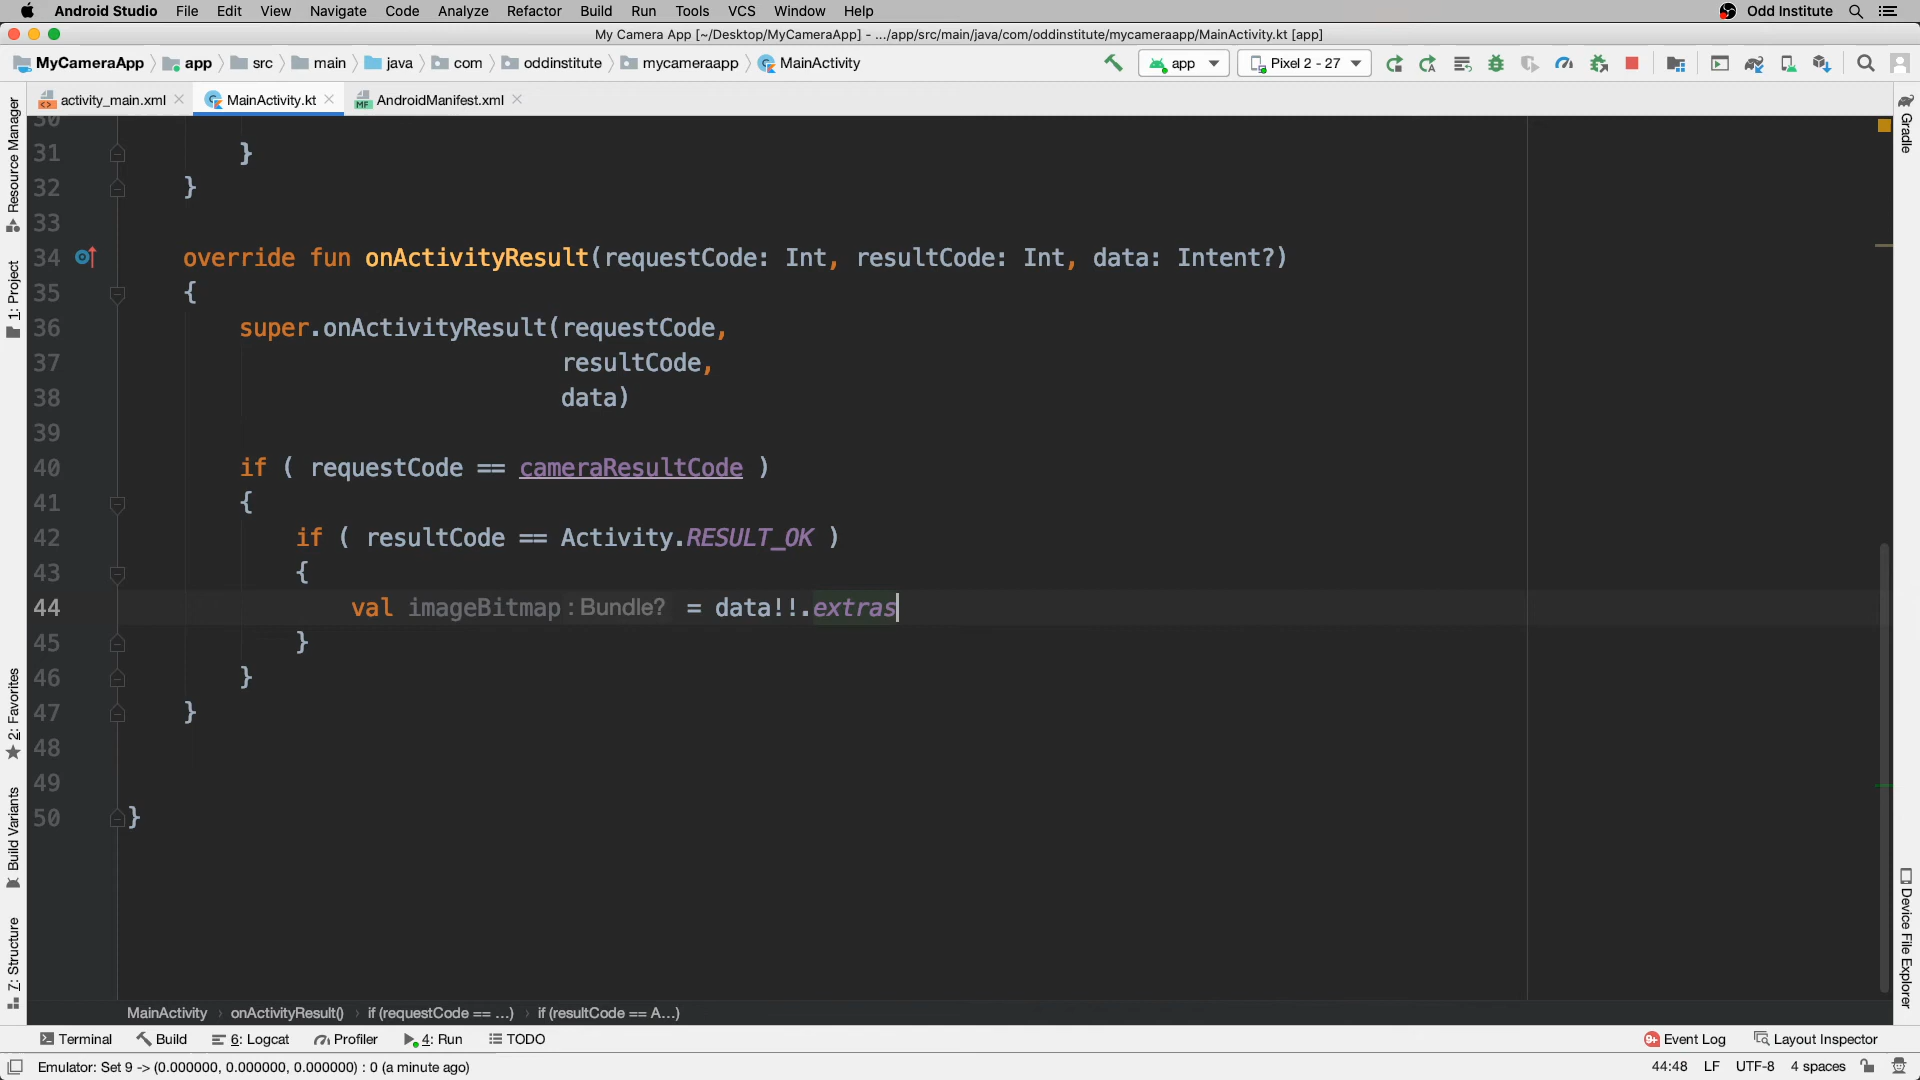 Android Studio File Edit View Navigate Code Analyze Refactor Build Run Tools VCS Window Help Odd Institute
My Camera App [~/Desktop/MyCameraApp] - .../app/src/main/java/com/oddinstitute/mycameraapp/MainActivity.kt [app]
MyCameraApp app src main java com oddinstitute mycameraapp MainActivity app Pixel 2 - 27
activity_main.xml MainActivity.kt AndroidManifest.xml
Resource Manager
1: Project
2: Favorites
Build Variants
7: Structure
Gradle
Device File Explorer
30
31 }
32 }
33
34 override fun onActivityResult(requestCode: Int, resultCode: Int, data: Intent?)
35 {
36 super.onActivityResult(requestCode,
37 resultCode,
38 data)
39
40 if ( requestCode == cameraResultCode )
41 {
42 if ( resultCode == Activity.RESULT_OK )
43 {
44 val imageBitmap : Bundle? = data!!.extras
45 }
46 }
47 }
48
49
50 }
MainActivity onActivityResult() if (requestCode == ...) if (resultCode == A...)
Terminal Build 6: Logcat Profiler 4: Run TODO 9+ Event Log Layout Inspector
Emulator: Set 9 -> (0.000000, 0.000000, 0.000000) : 0 (a minute ago) 44:48 LF UTF-8 4 spaces